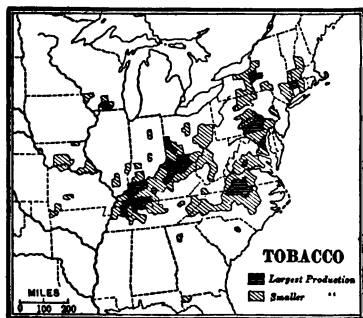 TOBACCO
Largest Production
Smaller "
MILES
0 100 200